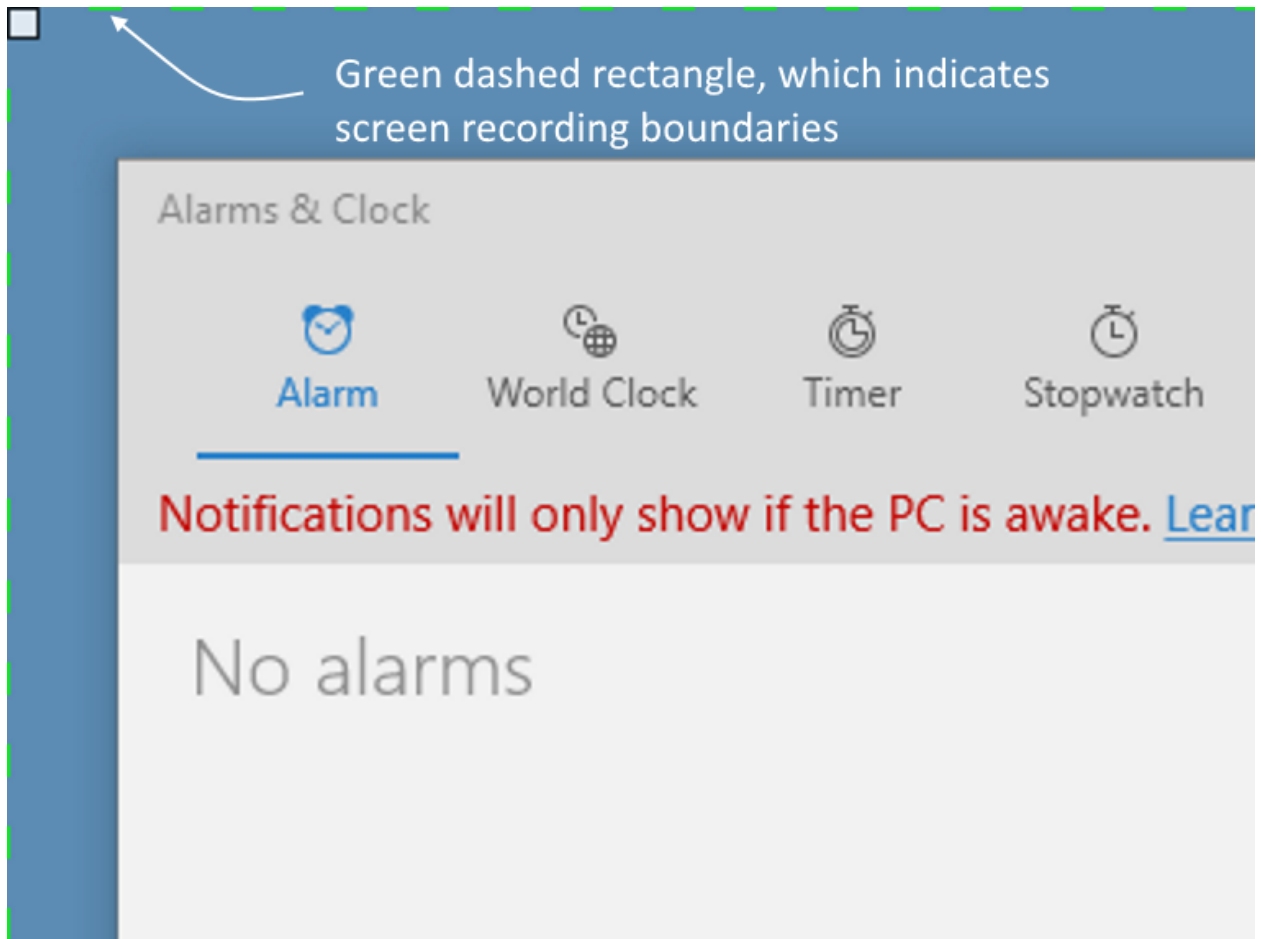 Green dashed rectangle, which indicates
screen recording boundaries
Alarms & Clock
Alarm World Clock Timer Stopwatch
Notifications will only show if the PC is awake. Lear
No alarms